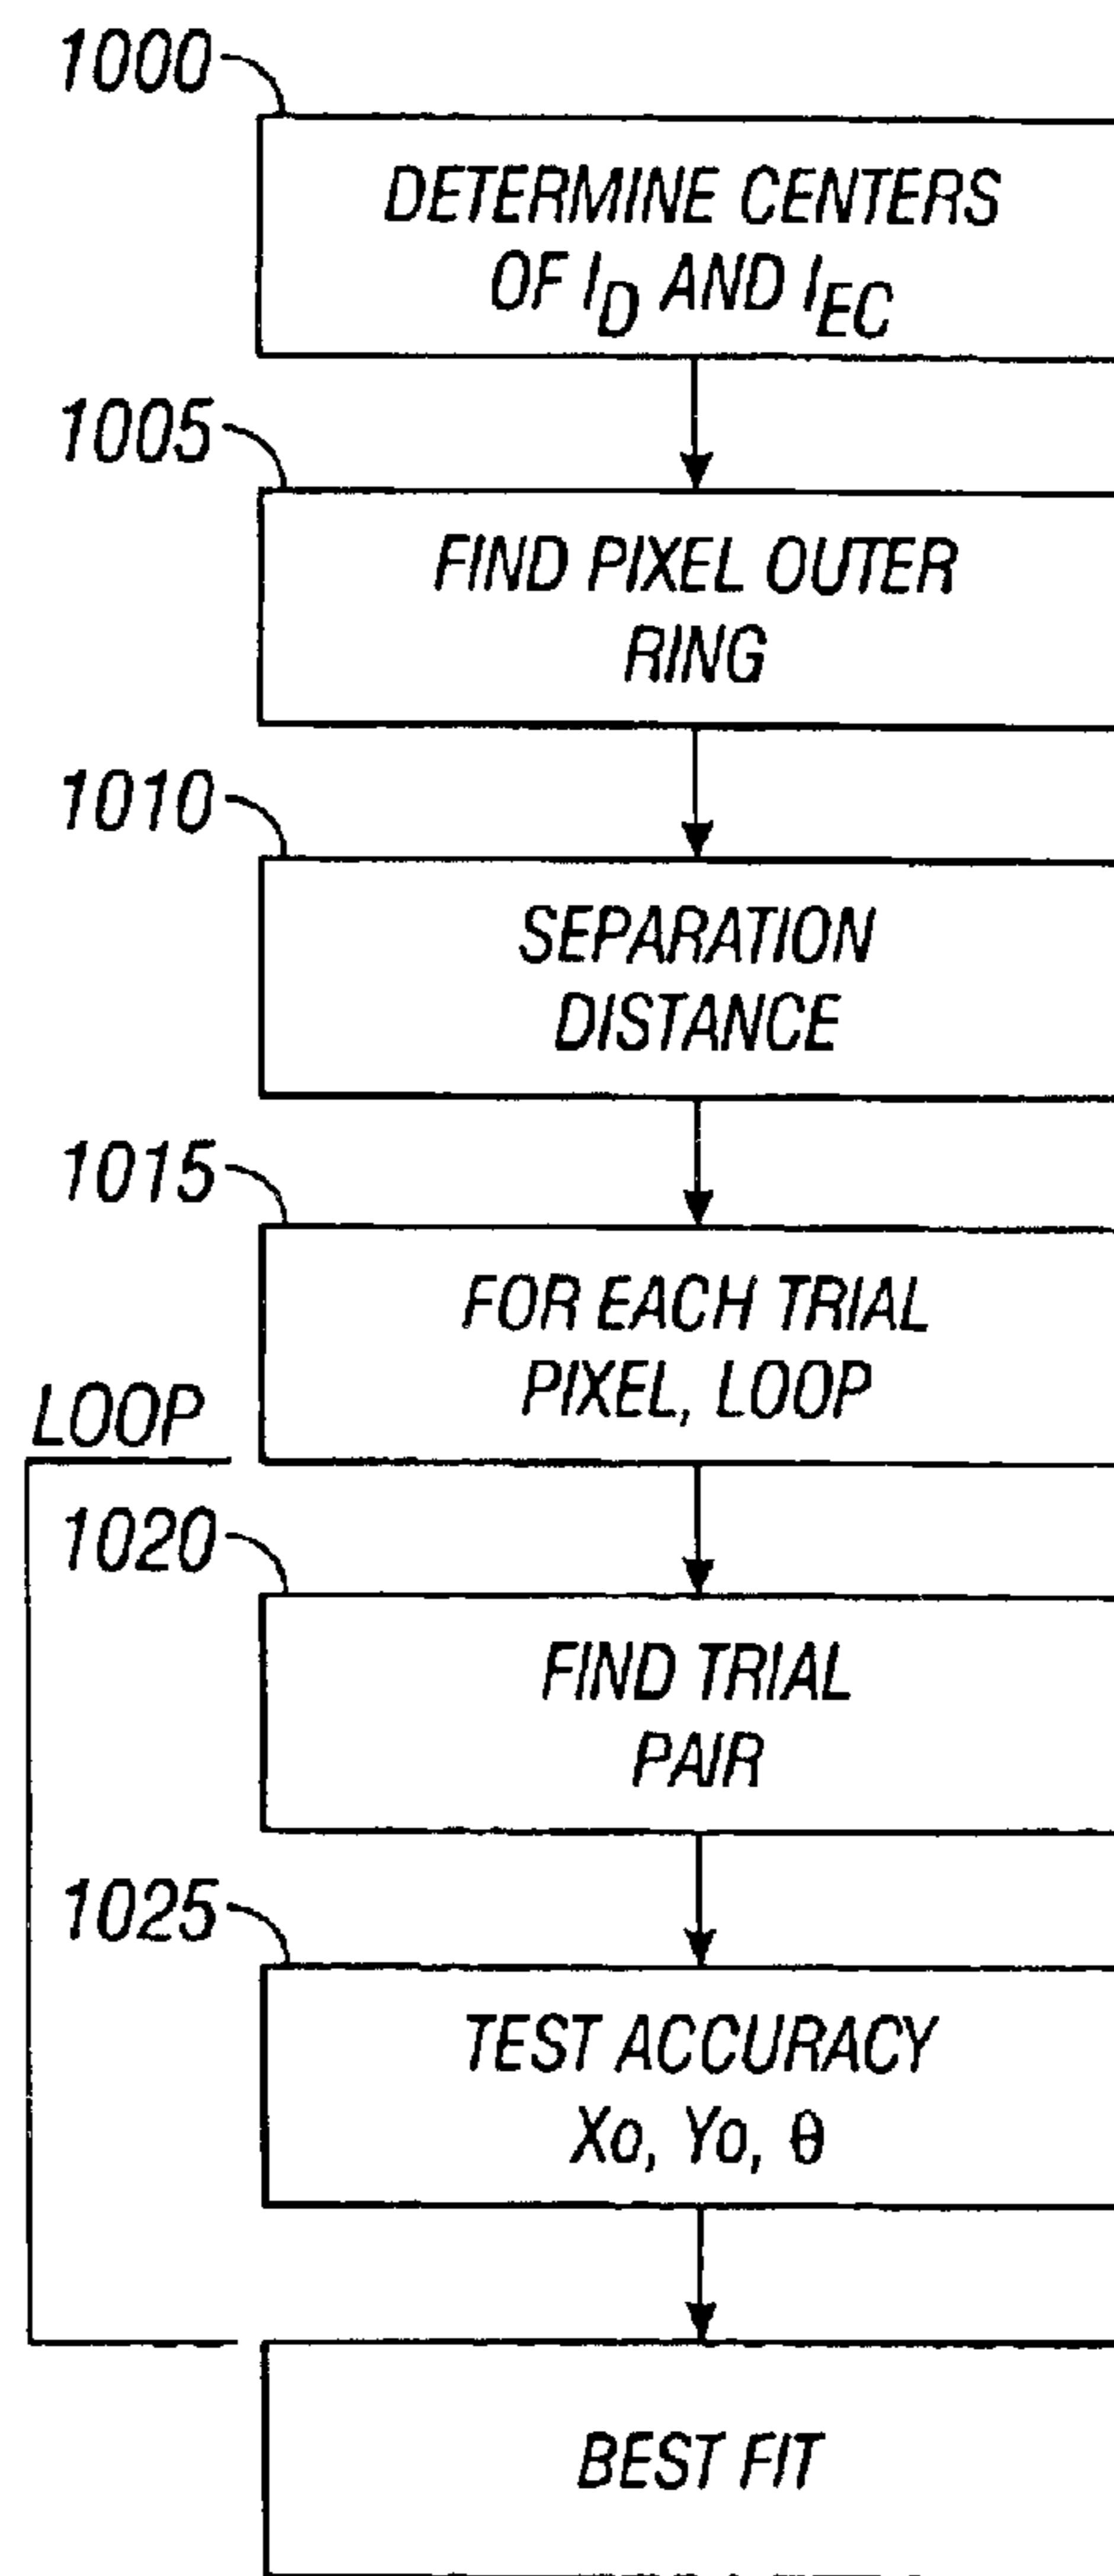 1000
DETERMINE CENTERS
OF I_D AND I_EC
1005
FIND PIXEL OUTER
RING
1010
SEPARATION
DISTANCE
1015
FOR EACH TRIAL
PIXEL, LOOP
LOOP
1020
FIND TRIAL
PAIR
1025
TEST ACCURACY
Xo, Yo, θ
BEST FIT